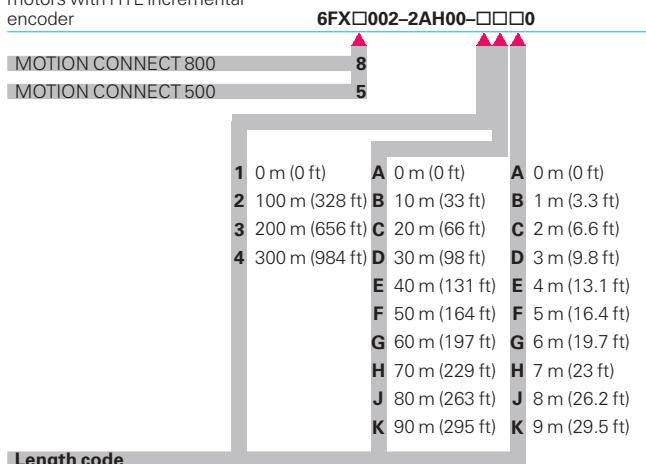 motors with HTL incremental
encoder 6FX□002–2AH00–□□□0
MOTION CONNECT 800 8
MOTION CONNECT 500 5
1 0 m (0 ft) A 0 m (0 ft) A 0 m (0 ft)
2 100 m (328 ft) B 10 m (33 ft) B 1 m (3.3 ft)
3 200 m (656 ft) C 20 m (66 ft) C 2 m (6.6 ft)
4 300 m (984 ft) D 30 m (98 ft) D 3 m (9.8 ft)
E 40 m (131 ft) E 4 m (13.1 ft)
F 50 m (164 ft) F 5 m (16.4 ft)
G 60 m (197 ft) G 6 m (19.7 ft)
H 70 m (229 ft) H 7 m (23 ft)
J 80 m (263 ft) J 8 m (26.2 ft)
K 90 m (295 ft) K 9 m (29.5 ft)
Length code